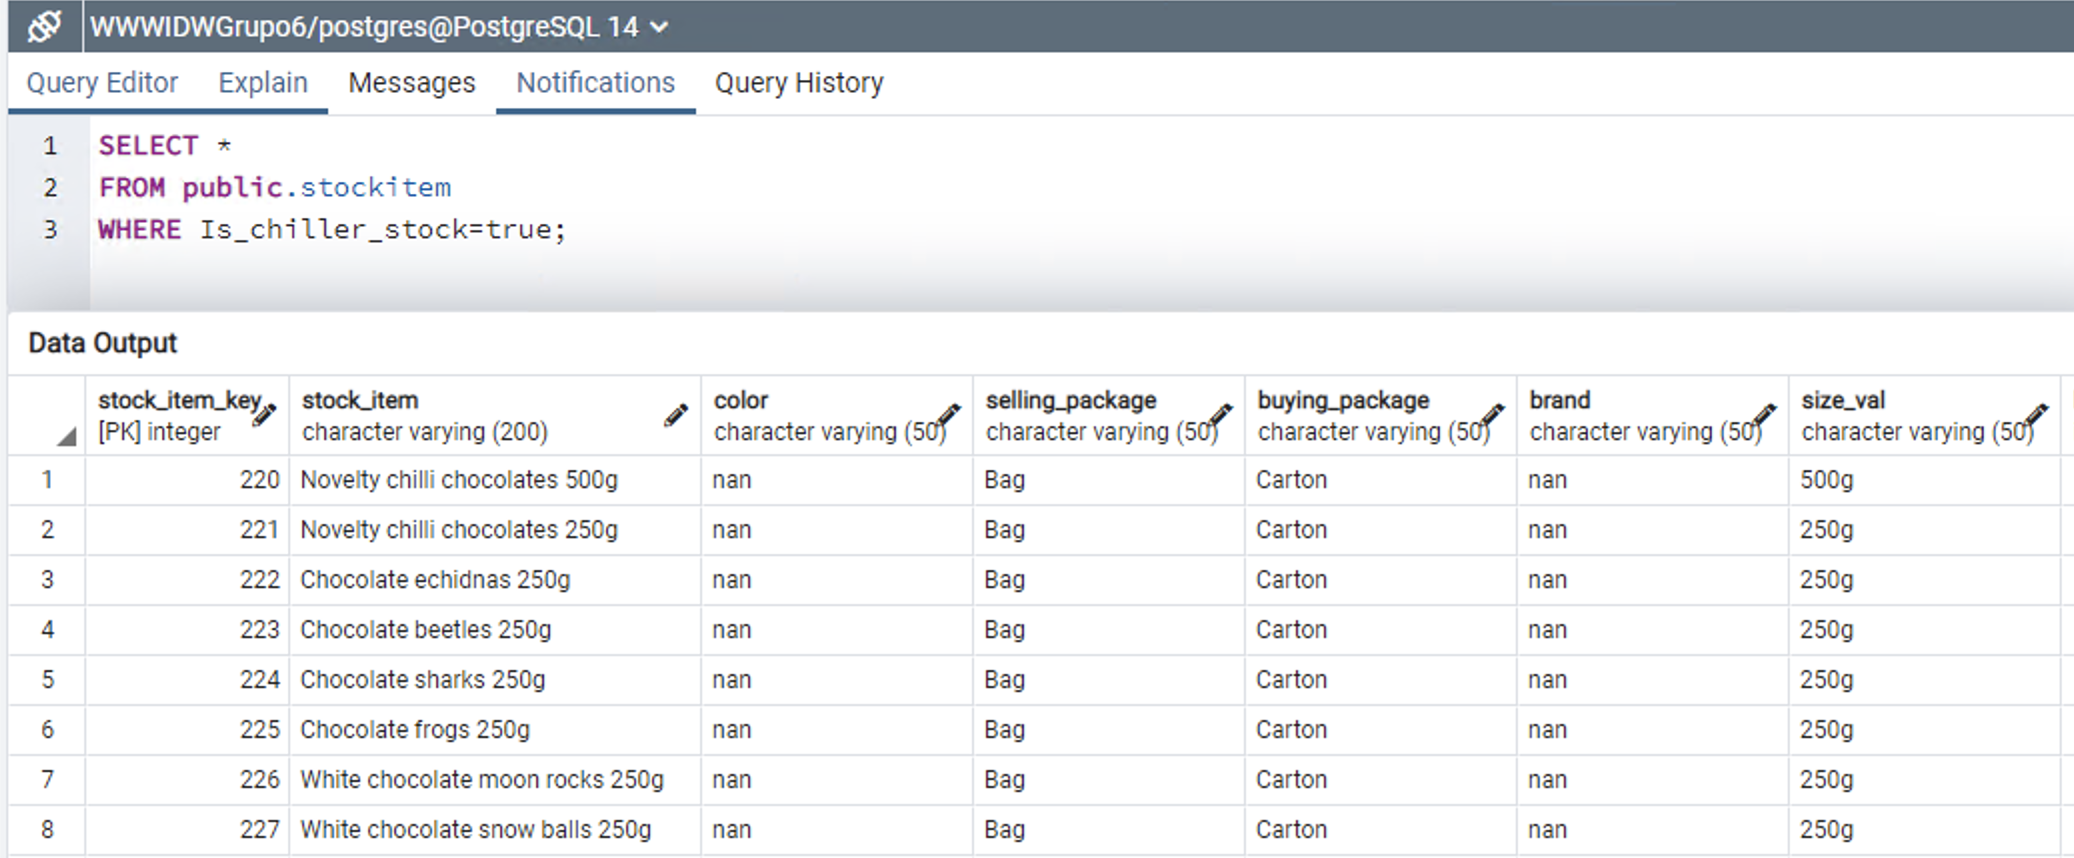 WWWIDWGrupo6/postgres@PostgreSQL 14
Query Editor Explain Messages Notifications Query History
1 SELECT *
2 FROM public.stockitem
3 WHERE Is_chiller_stock=true;
Data Output
stock_item_key stock_item color selling_package buying_package brand size_val
[PK] integer character varying (200) character varying (50) character varying (50) character varying (50) character varying (50) character varying (50)
1 220 Novelty chilli chocolates 500g nan Bag Carton nan 500g
2 221 Novelty chilli chocolates 250g nan Bag Carton nan 250g
3 222 Chocolate echidnas 250g nan Bag Carton nan 250g
4 223 Chocolate beetles 250g nan Bag Carton nan 250g
5 224 Chocolate sharks 250g nan Bag Carton nan 250g
6 225 Chocolate frogs 250g nan Bag Carton nan 250g
7 226 White chocolate moon rocks 250g nan Bag Carton nan 250g
8 227 White chocolate snow balls 250g nan Bag Carton nan 250g